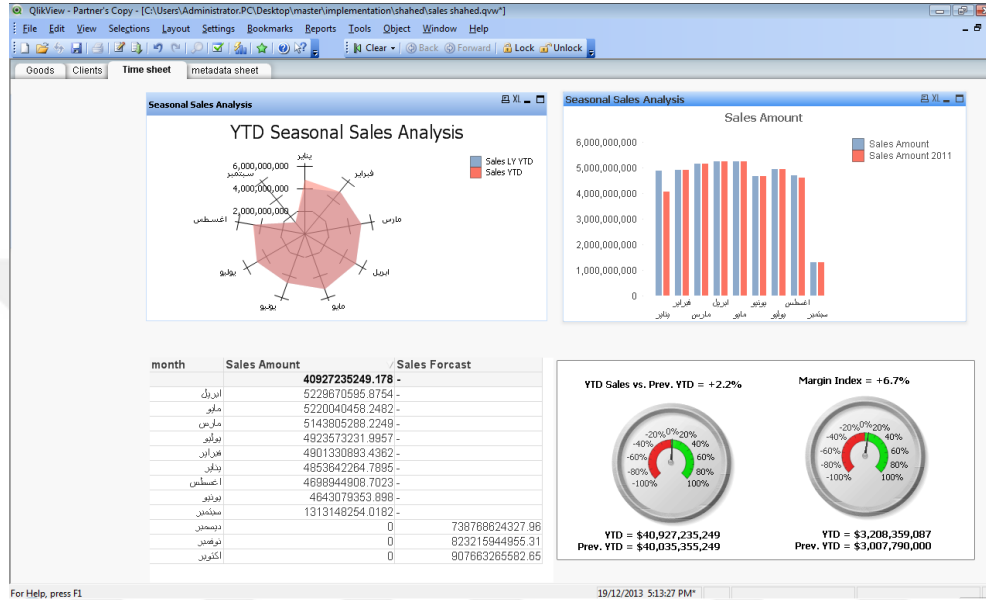 QlikView - Partner's Copy - [C:\Users\Administrator.PC\Desktop\master\implementation\shahed\sales shahed.qvw*]
File Edit View Selections Layout Settings Bookmarks Reports Tools Object Window Help
Clear Back Forward Lock Unlock
Goods Clients Time sheet metadata sheet
Seasonal Sales Analysis XL
YTD Seasonal Sales Analysis
Sales LY YTD
Sales YTD
6,000,000,000
4,000,000,000
2,000,000,000
يناير
فبراير
مارس
ابريل
مايو
يونيو
يوليو
اغسطس
سبتمبر
Seasonal Sales Analysis XL
Sales Amount
Sales Amount
Sales Amount 2011
6,000,000,000
5,000,000,000
4,000,000,000
3,000,000,000
2,000,000,000
1,000,000,000
0
يناير
فبراير
مارس
ابريل
مايو
يونيو
يوليو
اغسطس
سبتمبر
month Sales Amount / Sales Forcast
40927235249.178 -
ابريل 5229670595.8754 -
مايو 5220040458.2482 -
مارس 5143805288.2249 -
يوليو 4923573231.9957 -
فبراير 4901330893.4362 -
يناير 4853642264.7895 -
اغسطس 4698944908.7023 -
يونيو 4643079353.898 -
سبتمبر 1313148254.0182 -
ديسمبر 0 738768624327.96
نوفمبر 0 823215944955.31
اكتوبر 0 907663265582.65
YTD Sales vs. Prev. YTD = +2.2%
-100% -80% -60% -40% -20% 0% 20% 40% 60% 80% 100%
YTD = $40,927,235,249
Prev. YTD = $40,035,355,249
Margin Index = +6.7%
-100% -80% -60% -40% -20% 0% 20% 40% 60% 80% 100%
YTD = $3,208,359,087
Prev. YTD = $3,007,790,000
For Help, press F1 19/12/2013 5:13:27 PM*